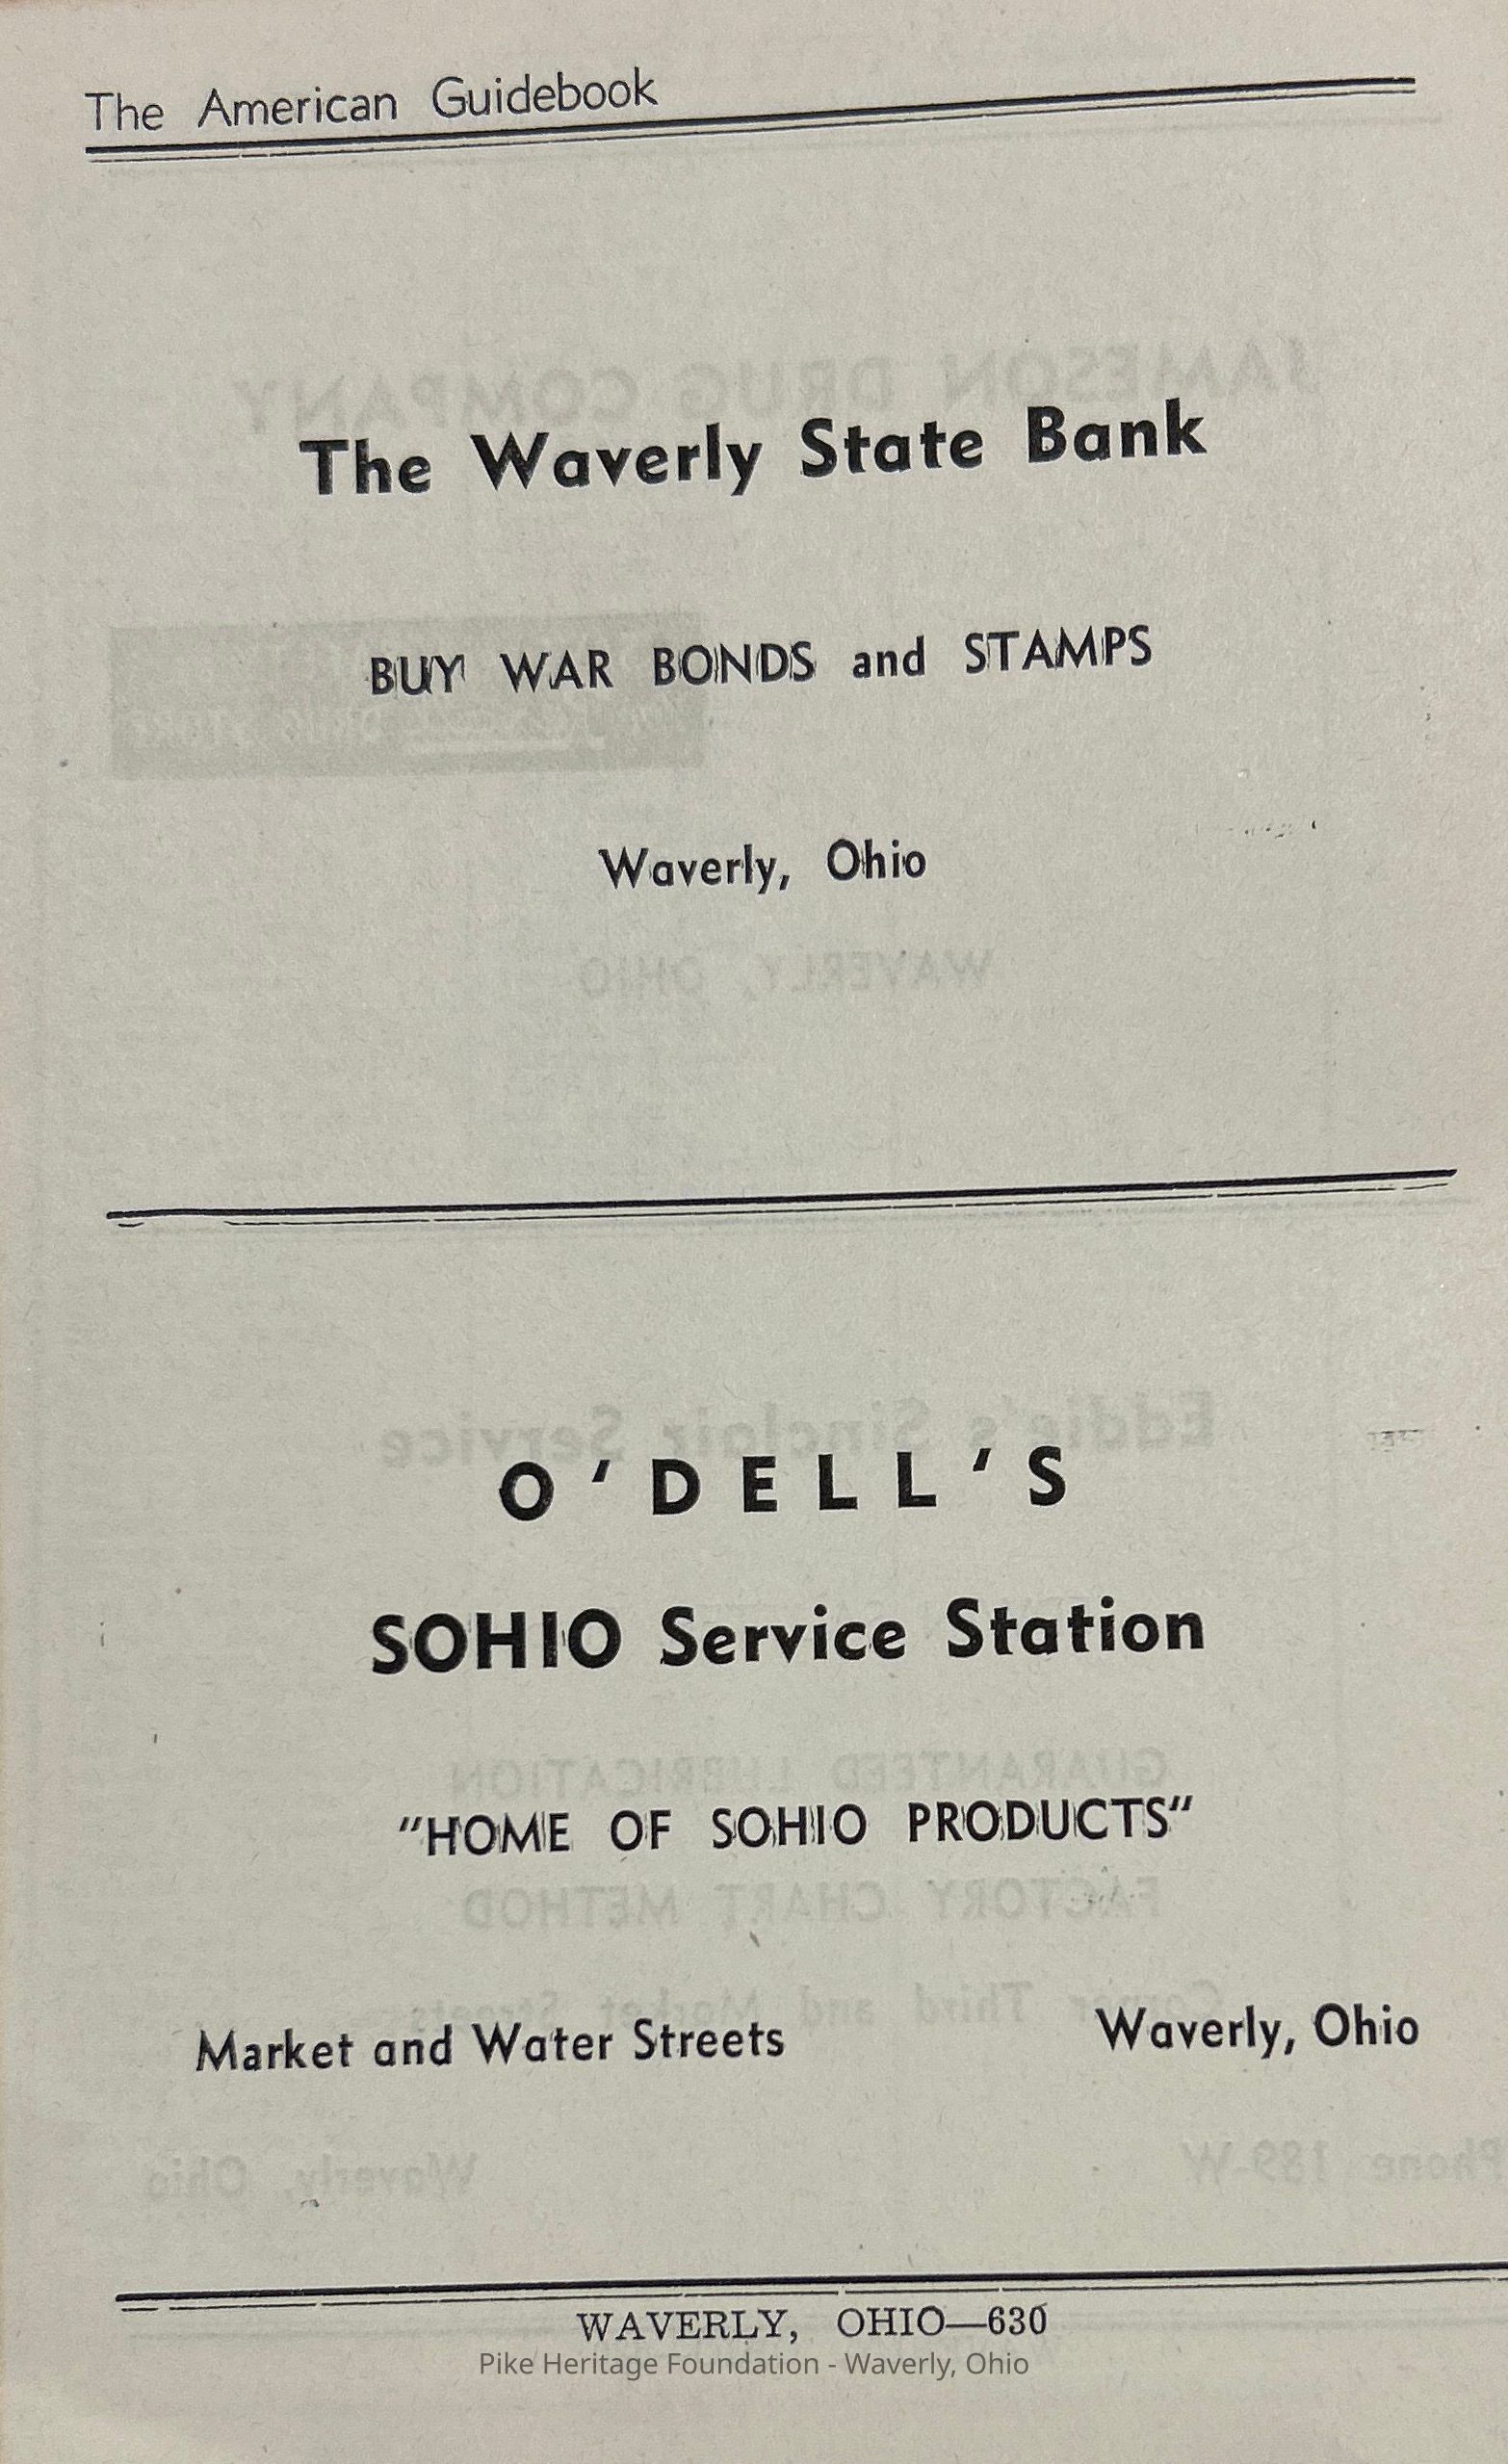 The American Guidebook
The Waverly State Bank
BUY WAR BONDS and STAMPS
Waverly, Ohio
O'DELL'S
SOHIO Service Station
"HOME OF SOHIO PRODUCTS"
Market and Water Streets Waverly, Ohio
WAVERLY, OHIO—630
Pike Heritage Foundation - Waverly, Ohio